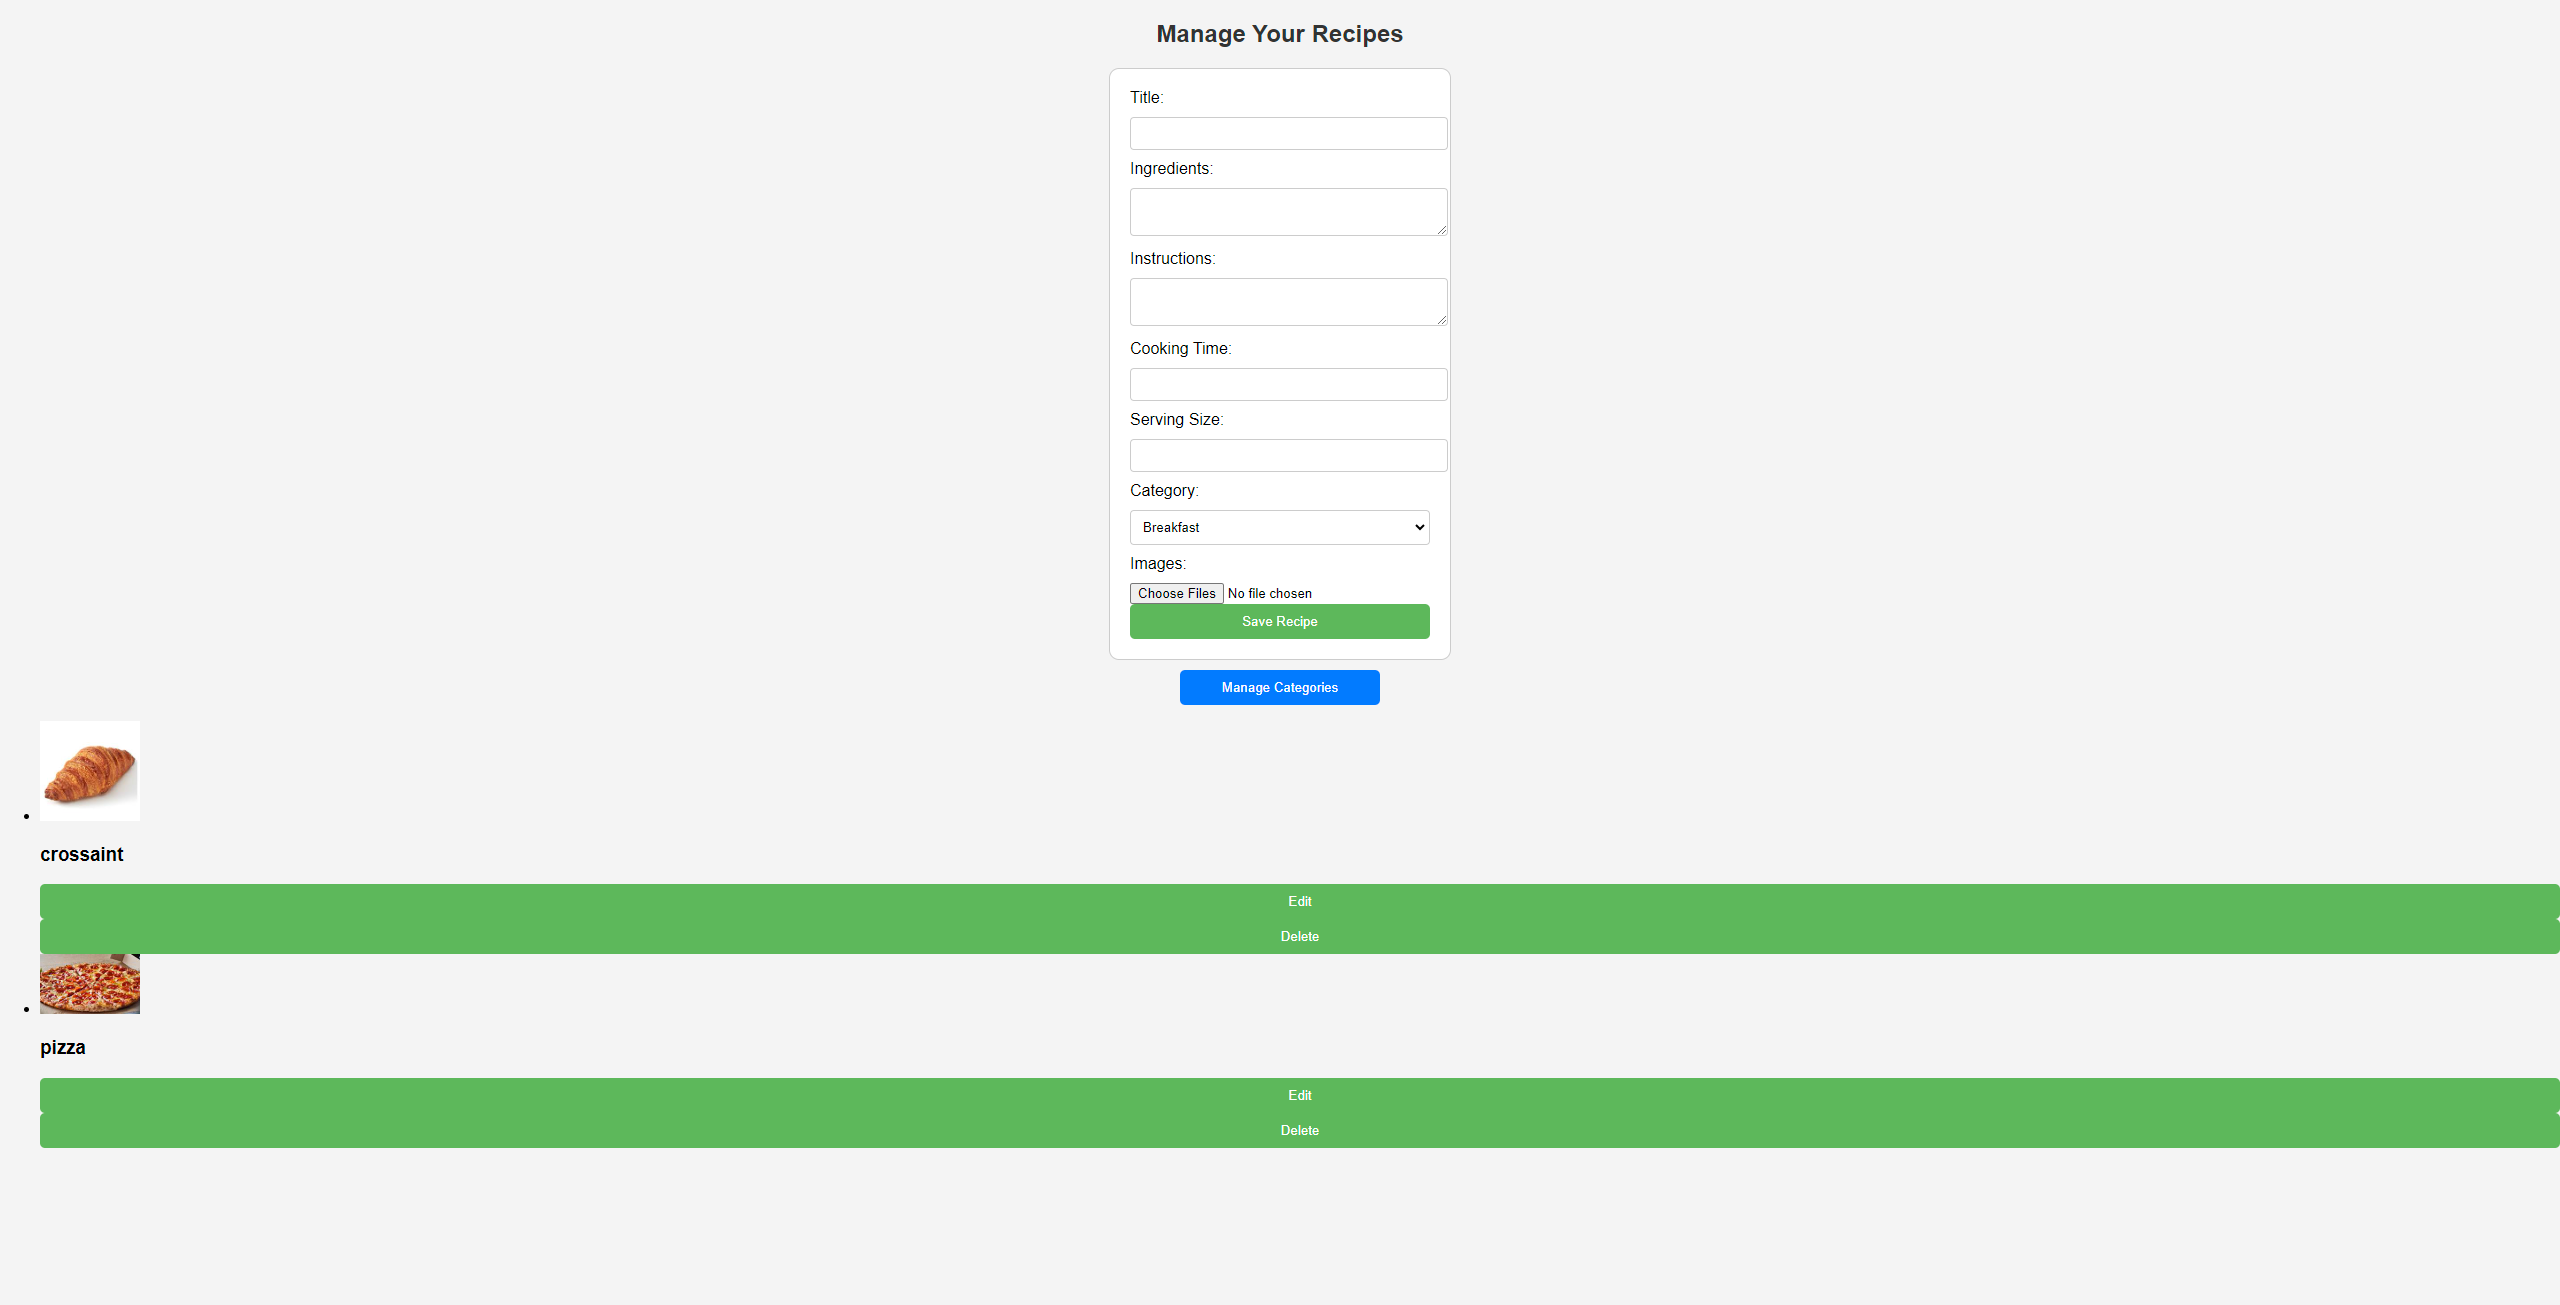 Manage Your Recipes
Title:
Ingredients:
Instructions:
Cooking Time:
Serving Size:
Category:
Breakfast
Images:
Choose Files No file chosen
Save Recipe
Manage Categories
crossaint
Edit
Delete
pizza
Edit
Delete